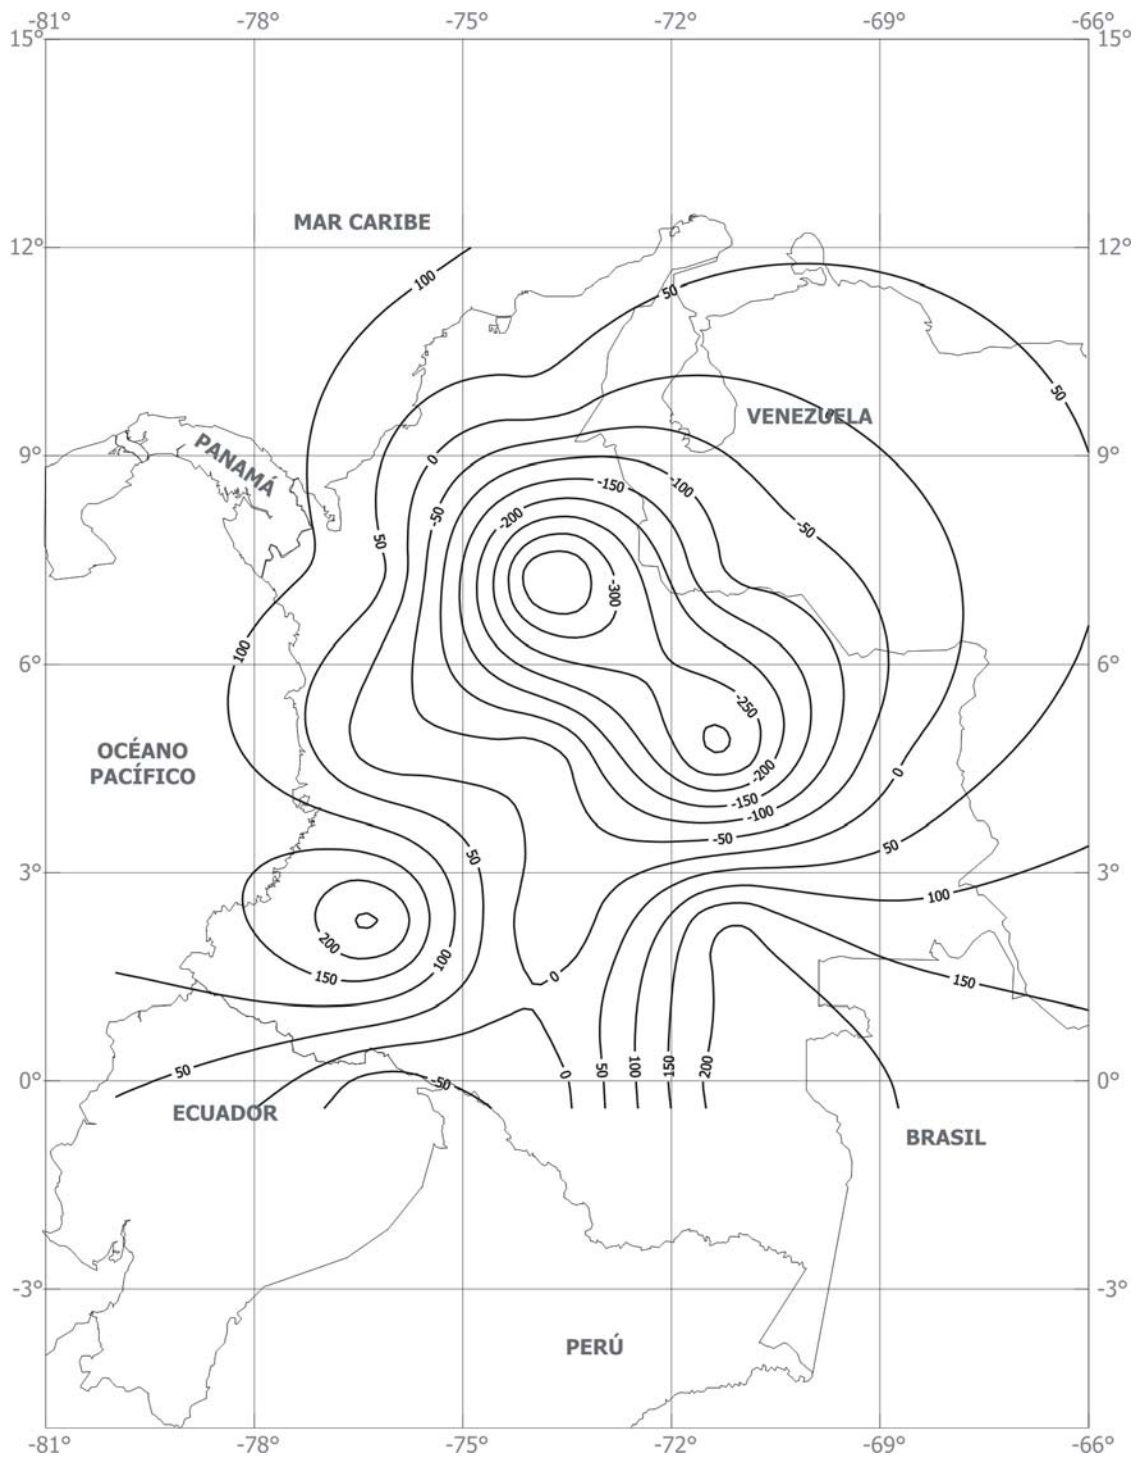 -81° -78° -75° -72° -69° -66°
15° 15°
MAR CARIBE
12° 12°
100
50
50
VENEZUELA
PANAMÁ
9° 0 9°
-150 -100
-50 -200 -50
50
-300
100
6° 6°
-250
OCÉANO
PACÍFICO
-200 0
-150
-100
-50 50
50
3° 3°
100
200 100
150 0 150
50 0 50 100 150 200
0° -50 0°
ECUADOR
BRASIL
-3° -3°
PERÚ
-81° -78° -75° -72° -69° -66°